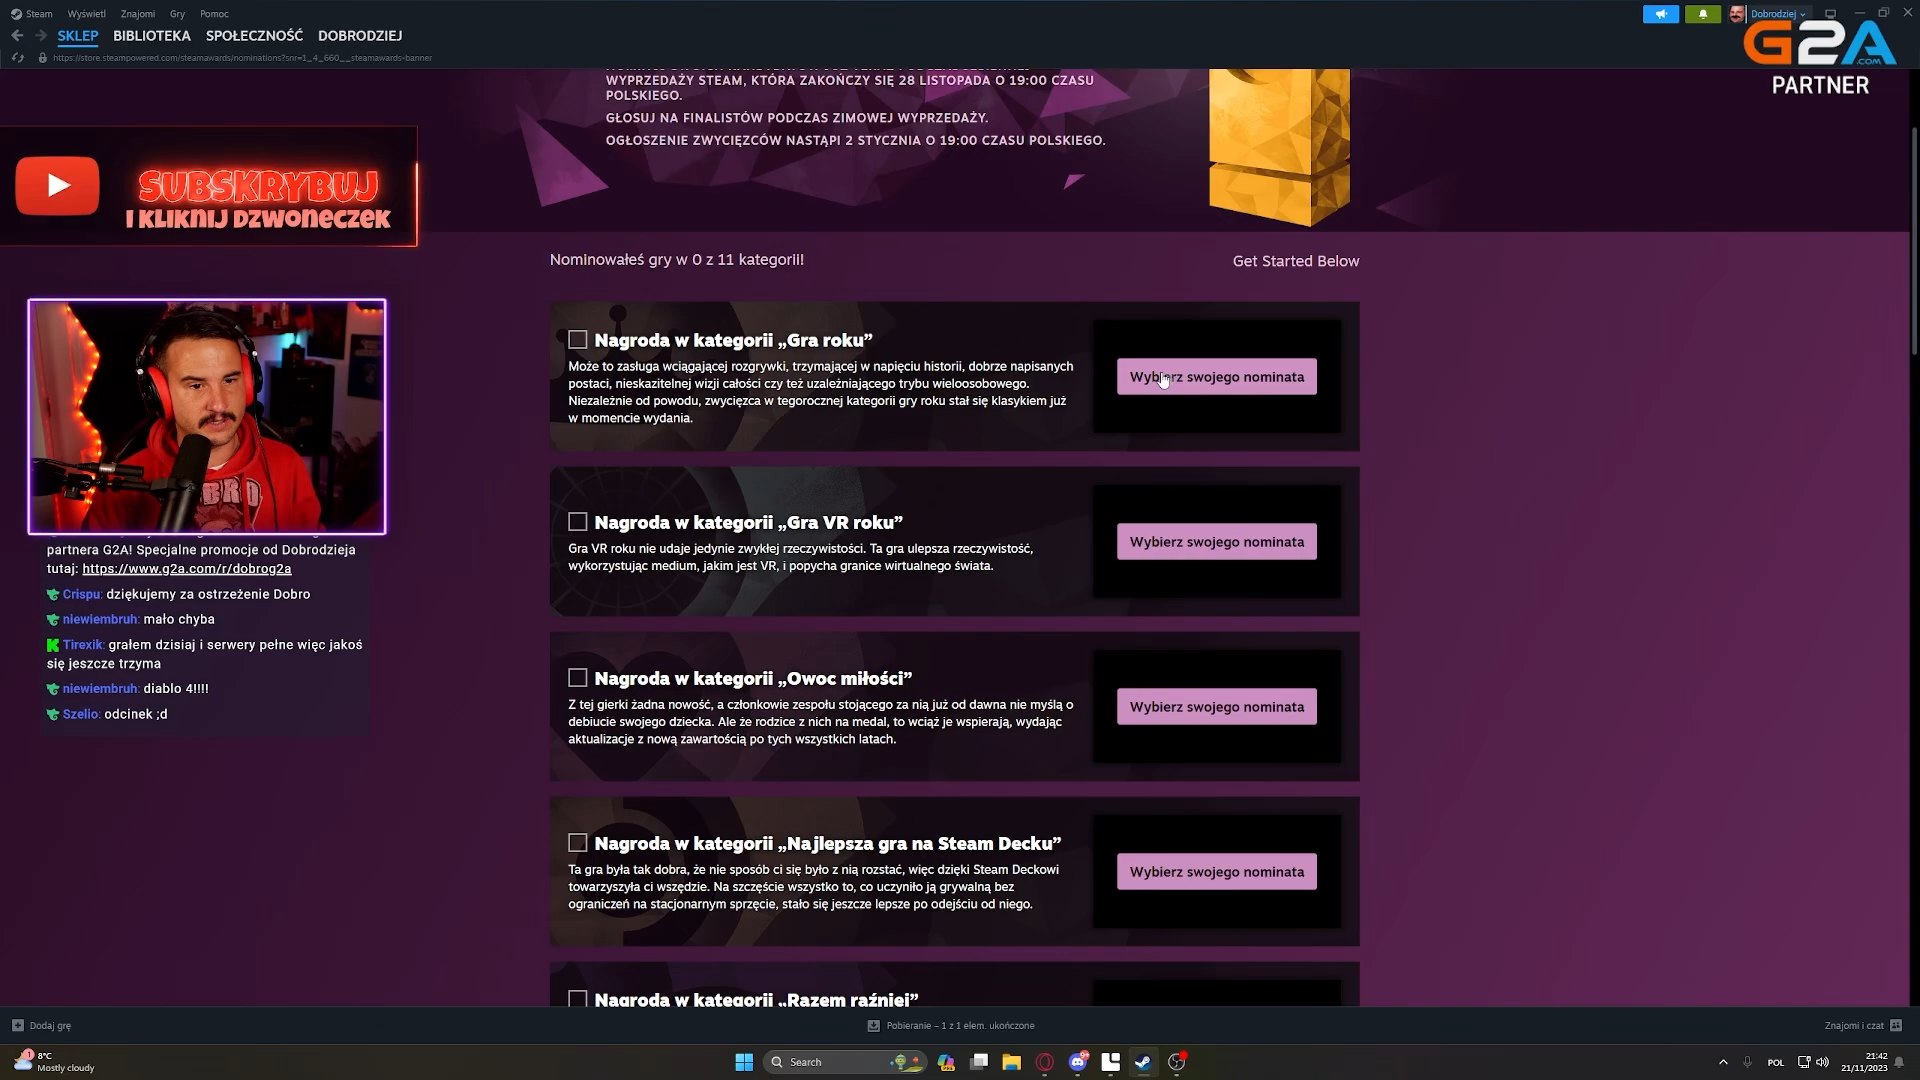 Steam Wyświetl Znajomi Gry Pomoc
Dobrodziej
SKLEP BIBLIOTEKA SPOŁECZNOŚĆ DOBRODZIEJ
https://store.steampowered.com/steamawards/nominations?snr=1_4_660__steamawards-banner
G2A
.COM
PARTNER
WYPRZEDAŻY STEAM, KTÓRA ZAKOŃCZY SIĘ 28 LISTOPADA O 19:00 CZASU
POLSKIEGO.
GŁOSUJ NA FINALISTÓW PODCZAS ZIMOWEJ WYPRZEDAŻY.
OGŁOSZENIE ZWYCIĘZCÓW NASTĄPI 2 STYCZNIA O 19:00 CZASU POLSKIEGO.
SUBSKRYBUJ
I KLIKNIJ DZWONECZEK
Nominowałeś gry w 0 z 11 kategorii!
Get Started Below
Nagroda w kategorii „Gra roku”
Może to zasługa wciągającej rozgrywki, trzymającej w napięciu historii, dobrze napisanych
postaci, nieskazitelnej wizji całości czy też uzależniającego trybu wieloosobowego.
Niezależnie od powodu, zwycięzca w tegorocznej kategorii gry roku stał się klasykiem już
w momencie wydania.
Wybierz swojego nominata
Nagroda w kategorii „Gra VR roku”
Gra VR roku nie udaje jedynie zwykłej rzeczywistości. Ta gra ulepsza rzeczywistość,
wykorzystując medium, jakim jest VR, i popycha granice wirtualnego świata.
Wybierz swojego nominata
Nagroda w kategorii „Owoc miłości”
Z tej gierki żadna nowość, a członkowie zespołu stojącego za nią już od dawna nie myślą o
debiucie swojego dziecka. Ale że rodzice z nich na medal, to wciąż je wspierają, wydając
aktualizacje z nową zawartością po tych wszystkich latach.
Wybierz swojego nominata
Nagroda w kategorii „Najlepsza gra na Steam Decku”
Ta gra była tak dobra, że nie sposób ci się było z nią rozstać, więc dzięki Steam Deckowi
towarzyszyła ci wszędzie. Na szczęście wszystko to, co uczyniło ją grywalną bez
ograniczeń na stacjonarnym sprzęcie, stało się jeszcze lepsze po odejściu od niego.
Wybierz swojego nominata
Nagroda w kategorii „Razem raźniej”
partnera G2A! Specjalne promocje od Dobrodzieja
tutaj: https://www.g2a.com/r/dobrog2a
Crispu: dziękujemy za ostrzeżenie Dobro
niewiembruh: mało chyba
Tirexik: grałem dzisiaj i serwery pełne więc jakoś
się jeszcze trzyma
niewiembruh: diablo 4!!!!
Szelio: odcinek ;d
Dodaj grę
Pobieranie – 1 z 1 elem. ukończone
Znajomi i czat
8°C
Mostly cloudy
Search
POL
21:42
21/11/2023